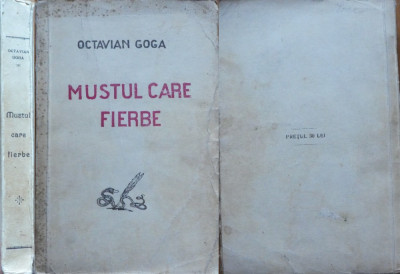 OCTAVIAN
GOGA
Mustul
care
fierbe
OCTAVIAN GOGA
MUSTUL CARE
FIERBE
PREȚUL 30 LEI